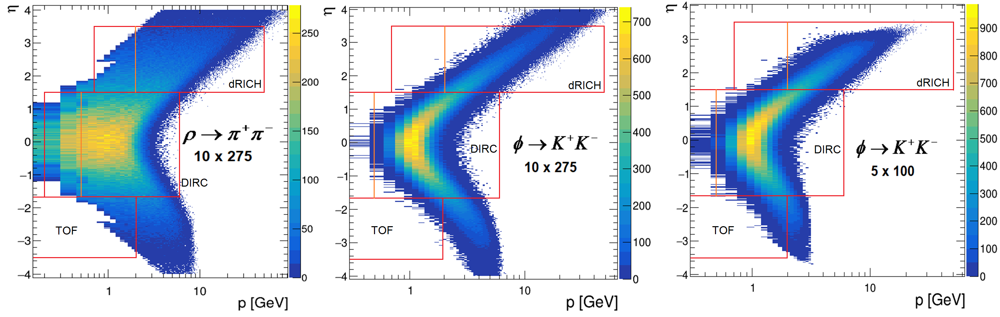 η
4
3
2
1
0
−1
−2
−3
−4
1
10
p [GeV]
dRICH
DIRC
TOF
ρ → π⁺π⁻
10 x 275
250
200
150
100
50
0
η
4
3
2
1
0
−1
−2
−3
−4
1
10
p [GeV]
dRICH
DIRC
TOF
ϕ → K⁺K⁻
10 x 275
700
600
500
400
300
200
100
0
η
4
3
2
1
0
−1
−2
−3
−4
1
10
p [GeV]
dRICH
DIRC
TOF
ϕ → K⁺K⁻
5 x 100
900
800
700
600
500
400
300
200
100
0